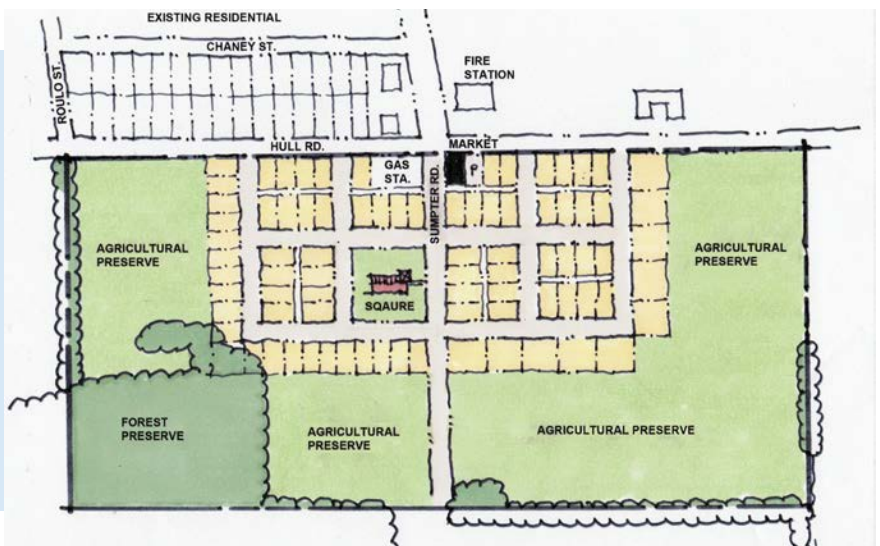 EXISTING RESIDENTIAL
CHANEY ST.
ROULO ST.
FIRE
STATION
HULL RD.
MARKET
GAS
STA.
P
SUMPTER RD.
AGRICULTURAL
PRESERVE
AGRICULTURAL
PRESERVE
SQAURE
FOREST
PRESERVE
AGRICULTURAL
PRESERVE
AGRICULTURAL PRESERVE